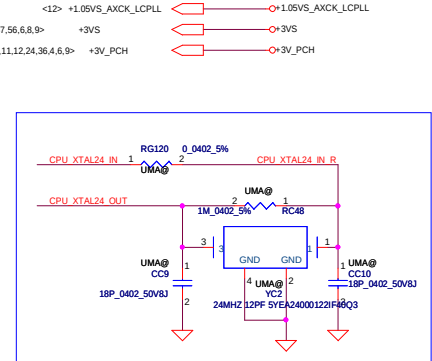 <12> +1.05VS_AXCK_LCPLL +1.05VS_AXCK_LCPLL
7,56,6,8,9> +3VS +3VS
,11,12,24,36,4,6,9> +3V_PCH +3V_PCH
RG120 0_0402_5%
CPU_XTAL24_IN 1 2 CPU_XTAL24_IN_R
UMA@
UMA@
CPU_XTAL24_OUT 2 1
1M_0402_5% RC48
3 3 1 1
GND GND
UMA@ 1 1 UMA@
CC9 4 UMA@ 2 CC10
18P_0402_50V8J YC2 18P_0402_50V8J
2 24MHZ 12PF 5YEA24000122IF40Q3 2